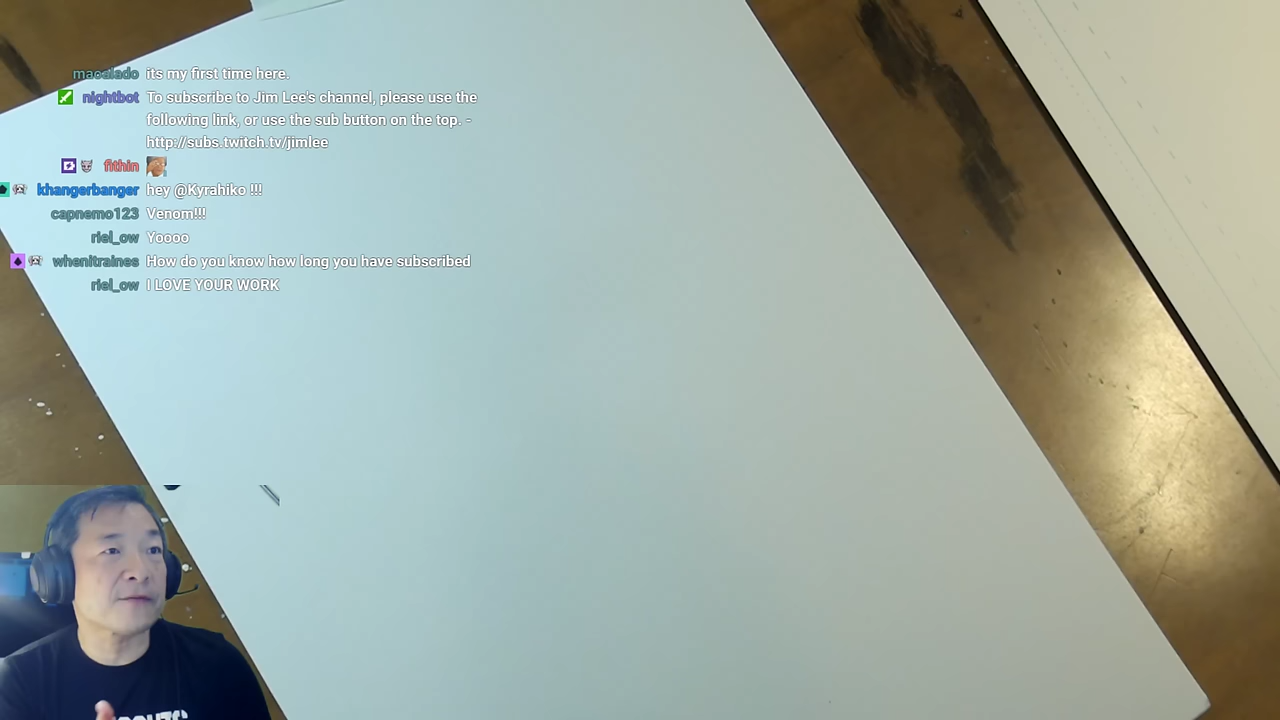 macalado its my first time here.
nightbot To subscribe to Jim Lee's channel, please use the
following link, or use the sub button on the top. -
http://subs.twitch.tv/jimlee
fithin
khangerbanger hey @Kyrahiko !!!
capnemo123 Venom!!!
riel_ow Yoooo
whenitraines How do you know how long you have subscribed
riel_ow I LOVE YOUR WORK